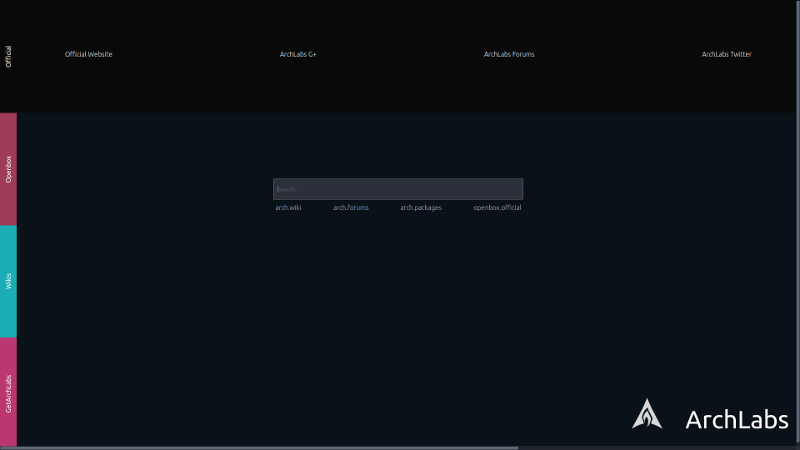 Official
Official Website
ArchLabs G+
ArchLabs Forums
ArchLabs Twitter
Openbox
Search...
arch.wiki
arch.forums
arch.packages
openbox.official
Wikis
GetArchLabs
ArchLabs